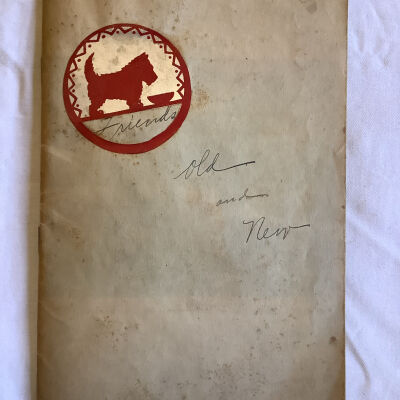 Friends
Old
and
New